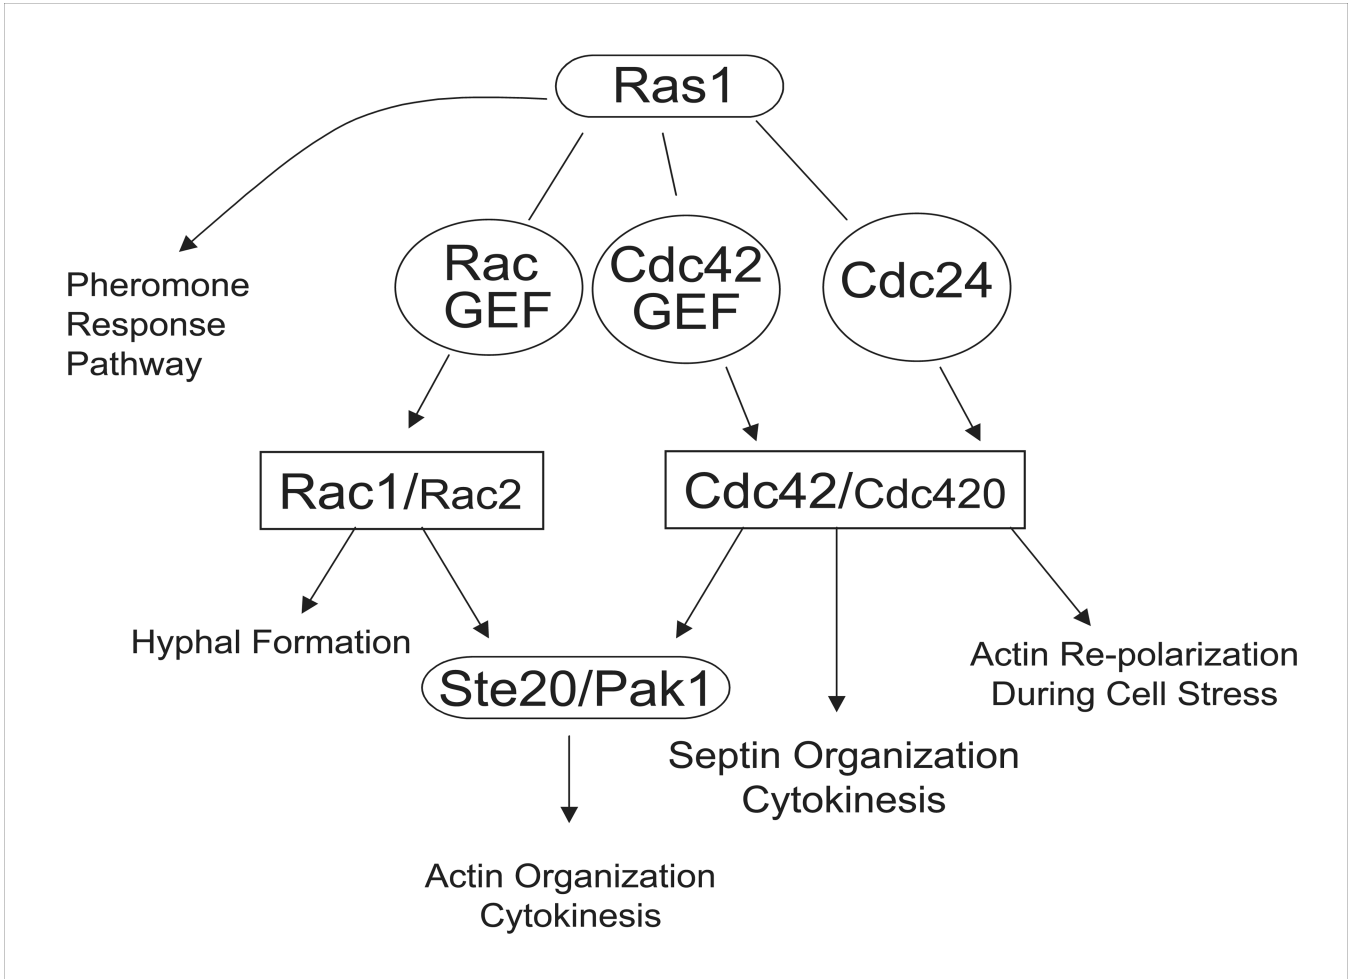 Ras1
Rac
GEF
Cdc42
GEF
Cdc24
Pheromone
Response
Pathway
Rac1/Rac2
Cdc42/Cdc420
Hyphal Formation
Ste20/Pak1
Actin Re-polarization
During Cell Stress
Septin Organization
Cytokinesis
Actin Organization
Cytokinesis